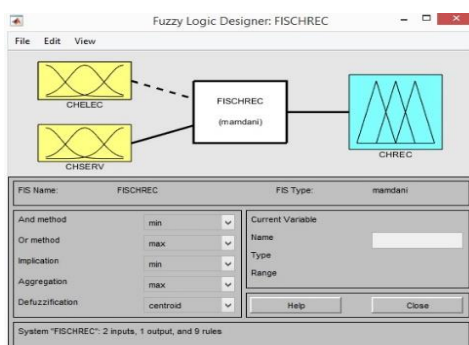 Fuzzy Logic Designer: FISCHREC
File Edit View
CHELEC
FISCHREC
(mamdani)
CHSERV
CHREC
FIS Name: FISCHREC FIS Type: mamdani
And method min
Or method max
Implication min
Aggregation max
Defuzzification centroid
Current Variable
Name
Type
Range
Help Close
System "FISCHREC": 2 inputs, 1 output, and 9 rules